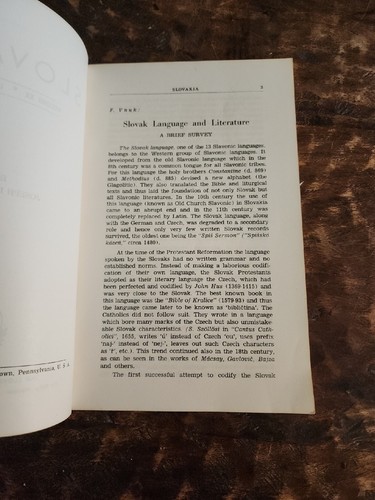 SLOVAKIA 3
F. Vnuk:
Slovak Language and Literature
A BRIEF SURVEY
The Slovak language, one of the 13 Slavonic languages,
belongs to the Western group of Slavonic languages. It
developed from the old Slavonic language which in the
9th century was a common tongue for all Slavonic tribes.
For this language the holy brothers Constantine (d. 869)
and Methodius (d. 885) devised a new alphabet (the
Glagolitic). They also translated the Bible and liturgical
texts and thus laid the foundation of not only Slovak but
all Slavonic literatures. In the 10th century the use of
this language (known as Old Church Slavonic) in Slovakia
came to an abrupt end and in the 11th century was
completely replaced by Latin. The Slovak language, along
with the German and Czech, was degraded to a secondary
role and hence only very few written Slovak records
survived, the oldest one being the "Spiš Sermons" ("Spišské
kázne", circa 1480).
At the time of the Protestant Reformation the language
spoken by the Slovaks had no written grammar and no
established norms. Instead of making a laborious codifi-
cation of their own language, the Slovak Protestants
adopted as their literary language the Czech, which had
been perfected and codified by John Hus (1369-1415) and
was very close to the Slovak. The best known book in
this language was the "Bible of Kralice" (1579-93) and thus
the language came later to be known as 'bibličtina'. The
Catholics did not follow suit. They wrote in a language
which bore many marks of the Czech but also unmistak-
able Slovak characteristics. (B. Szölösi in "Cantus Cath-
olici", 1655, writes 'ú' instead of Czech 'ou', uses prefix
'naj-' instead of 'nej-', leaves out such Czech characters
as 'ř', etc.) This trend continued also in the 18th century,
as can be seen in the works of Mácsay, Gavlovič, Bajza
and others.
The first successful attempt to codify the Slovak
town, Pennsylvania, U. S. A.